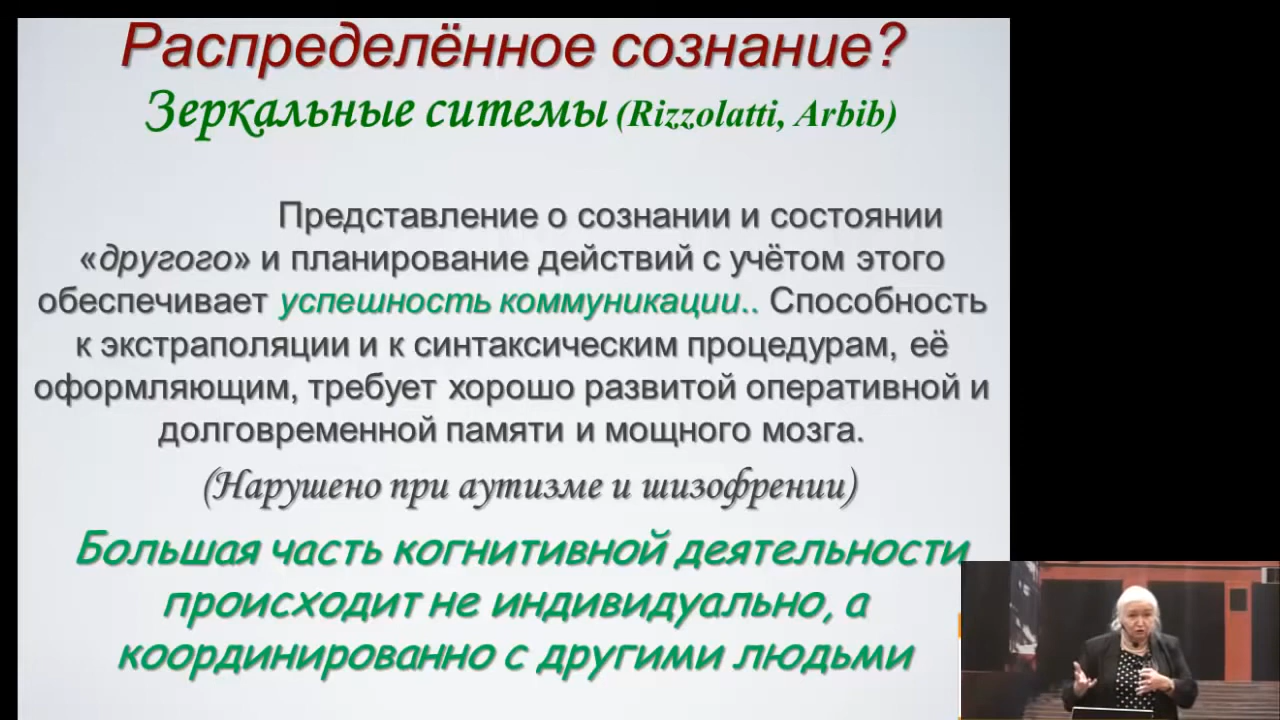 Распределённое сознание?
Зеркальные ситемы (Rizzolatti, Arbib)
Представление о сознании и состоянии
«другого» и планирование действий с учётом этого
обеспечивает успешность коммуникации.. Способность
к экстраполяции и к синтаксическим процедурам, её
оформляющим, требует хорошо развитой оперативной и
долговременной памяти и мощного мозга.
(Нарушено при аутизме и шизофрении)
Большая часть когнитивной деятельности
происходит не индивидуально, а
координированно с другими людьми